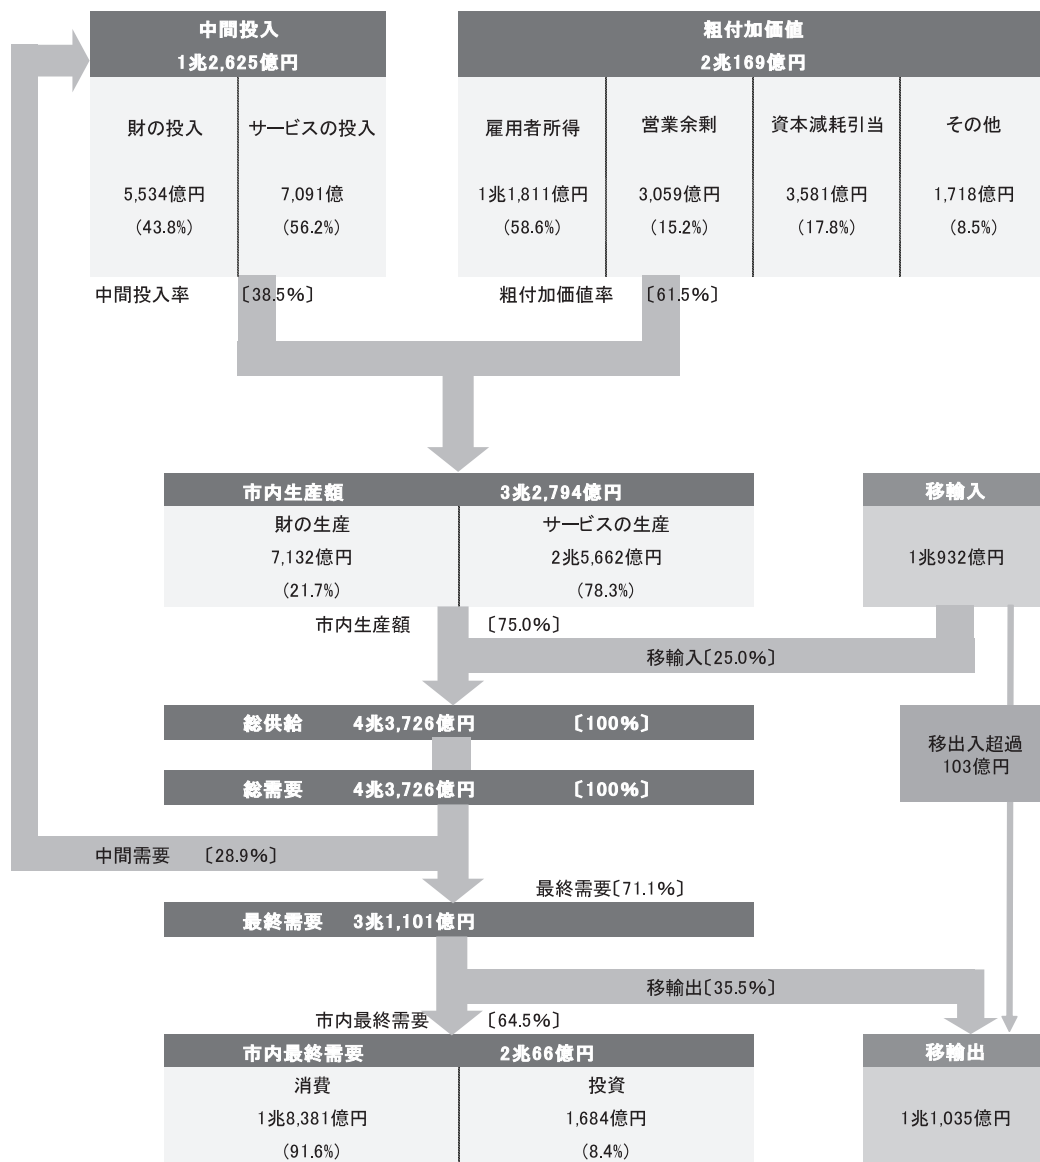 中間投入
1兆2,625億円
財の投入
5,534億円
(43.8%)
サービスの投入
7,091億
(56.2%)
中間投入率 〔38.5%〕
粗付加価値
2兆169億円
雇用者所得
1兆1,811億円
(58.6%)
営業余剰
3,059億円
(15.2%)
資本減耗引当
3,581億円
(17.8%)
その他
1,718億円
(8.5%)
粗付加価値率 〔61.5%〕
市内生産額 3兆2,794億円
財の生産
7,132億円
(21.7%)
サービスの生産
2兆5,662億円
(78.3%)
移輸入
1兆932億円
市内生産額 〔75.0%〕
移輸入〔25.0%〕
総供給 4兆3,726億円 〔100%〕
移出入超過
103億円
総需要 4兆3,726億円 〔100%〕
中間需要 〔28.9%〕
最終需要〔71.1%〕
最終需要 3兆1,101億円
移輸出〔35.5%〕
市内最終需要 〔64.5%〕
市内最終需要 2兆66億円
消費
1兆8,381億円
(91.6%)
投資
1,684億円
(8.4%)
移輸出
1兆1,035億円